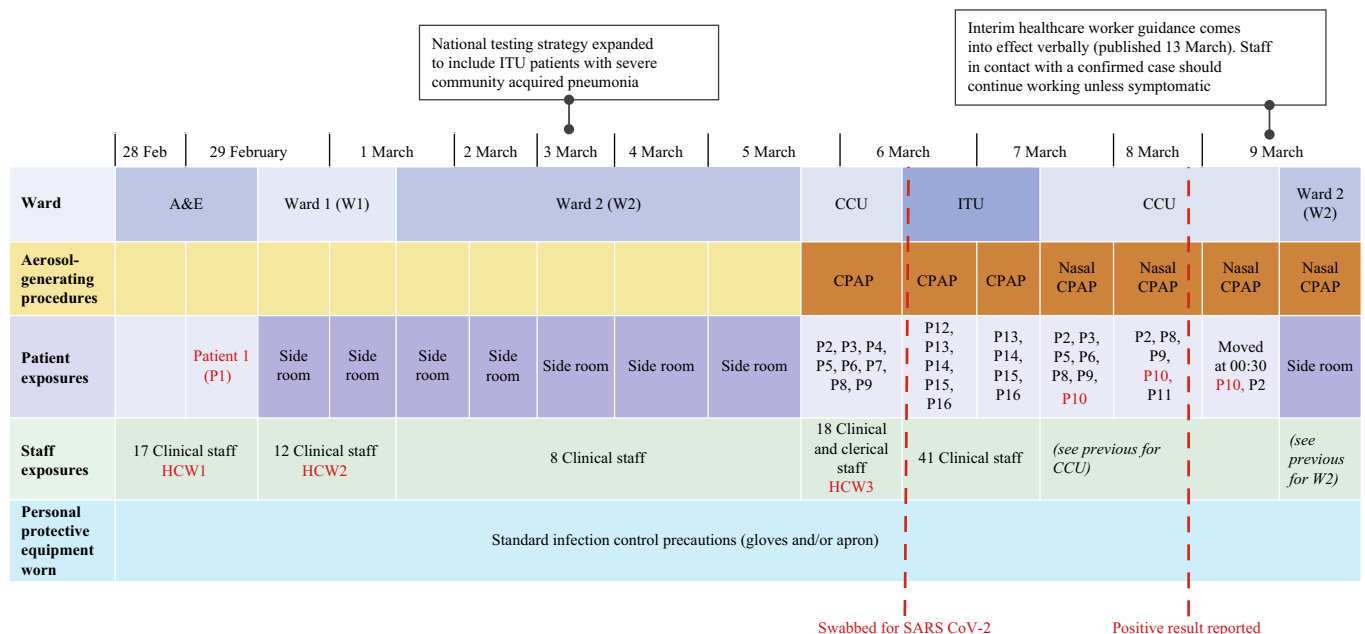 National testing strategy expanded
to include ITU patients with severe
community acquired pneumonia
Interim healthcare worker guidance comes
into effect verbally (published 13 March). Staff
in contact with a confirmed case should
continue working unless symptomatic
28 Feb
29 February
1 March
2 March
3 March
4 March
5 March
6 March
7 March
8 March
9 March
Ward
A&E
Ward 1 (W1)
Ward 2 (W2)
CCU
ITU
CCU
Ward 2
(W2)
Aerosol-
generating
procedures
CPAP
CPAP
CPAP
Nasal
CPAP
Nasal
CPAP
Nasal
CPAP
Nasal
CPAP
Patient
exposures
Patient 1
(P1)
Side
room
Side
room
Side
room
Side
room
Side room
Side room
Side room
P2, P3, P4,
P5, P6, P7,
P8, P9
P12,
P13,
P14,
P15,
P16
P13,
P14,
P15,
P16
P2, P3,
P5, P6,
P8, P9,
P10
P2, P8,
P9,
P10,
P11
Moved
at 00:30
P10, P2
Side room
Staff
exposures
17 Clinical staff
HCW1
12 Clinical staff
HCW2
8 Clinical staff
18 Clinical
and clerical
staff
HCW3
41 Clinical staff
(see previous for
CCU)
(see
previous
for W2)
Personal
protective
equipment
worn
Standard infection control precautions (gloves and/or apron)
Swabbed for SARS CoV-2
Positive result reported